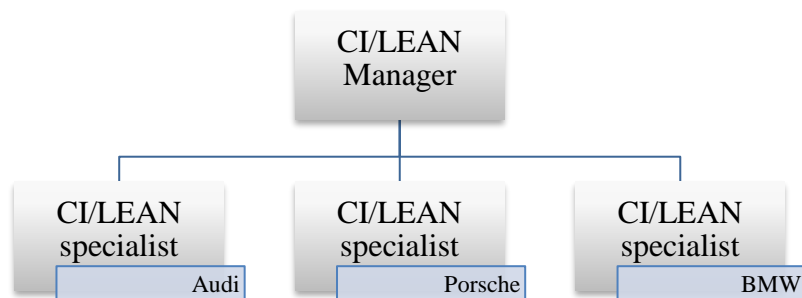 CI/LEAN
Manager
CI/LEAN
specialist
Audi
CI/LEAN
specialist
Porsche
CI/LEAN
specialist
BMW